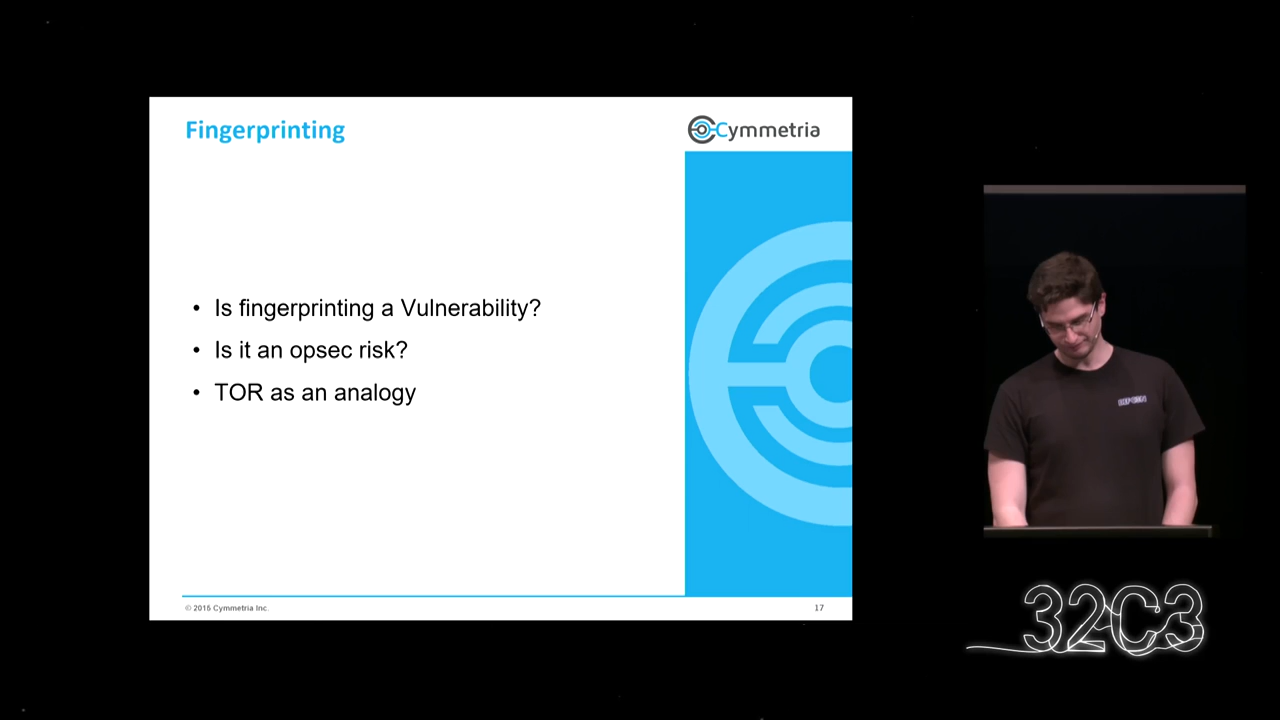 Fingerprinting
Cymmetria
• Is fingerprinting a Vulnerability?
• Is it an opsec risk?
• TOR as an analogy
© 2015 Cymmetria Inc.
17
32C3